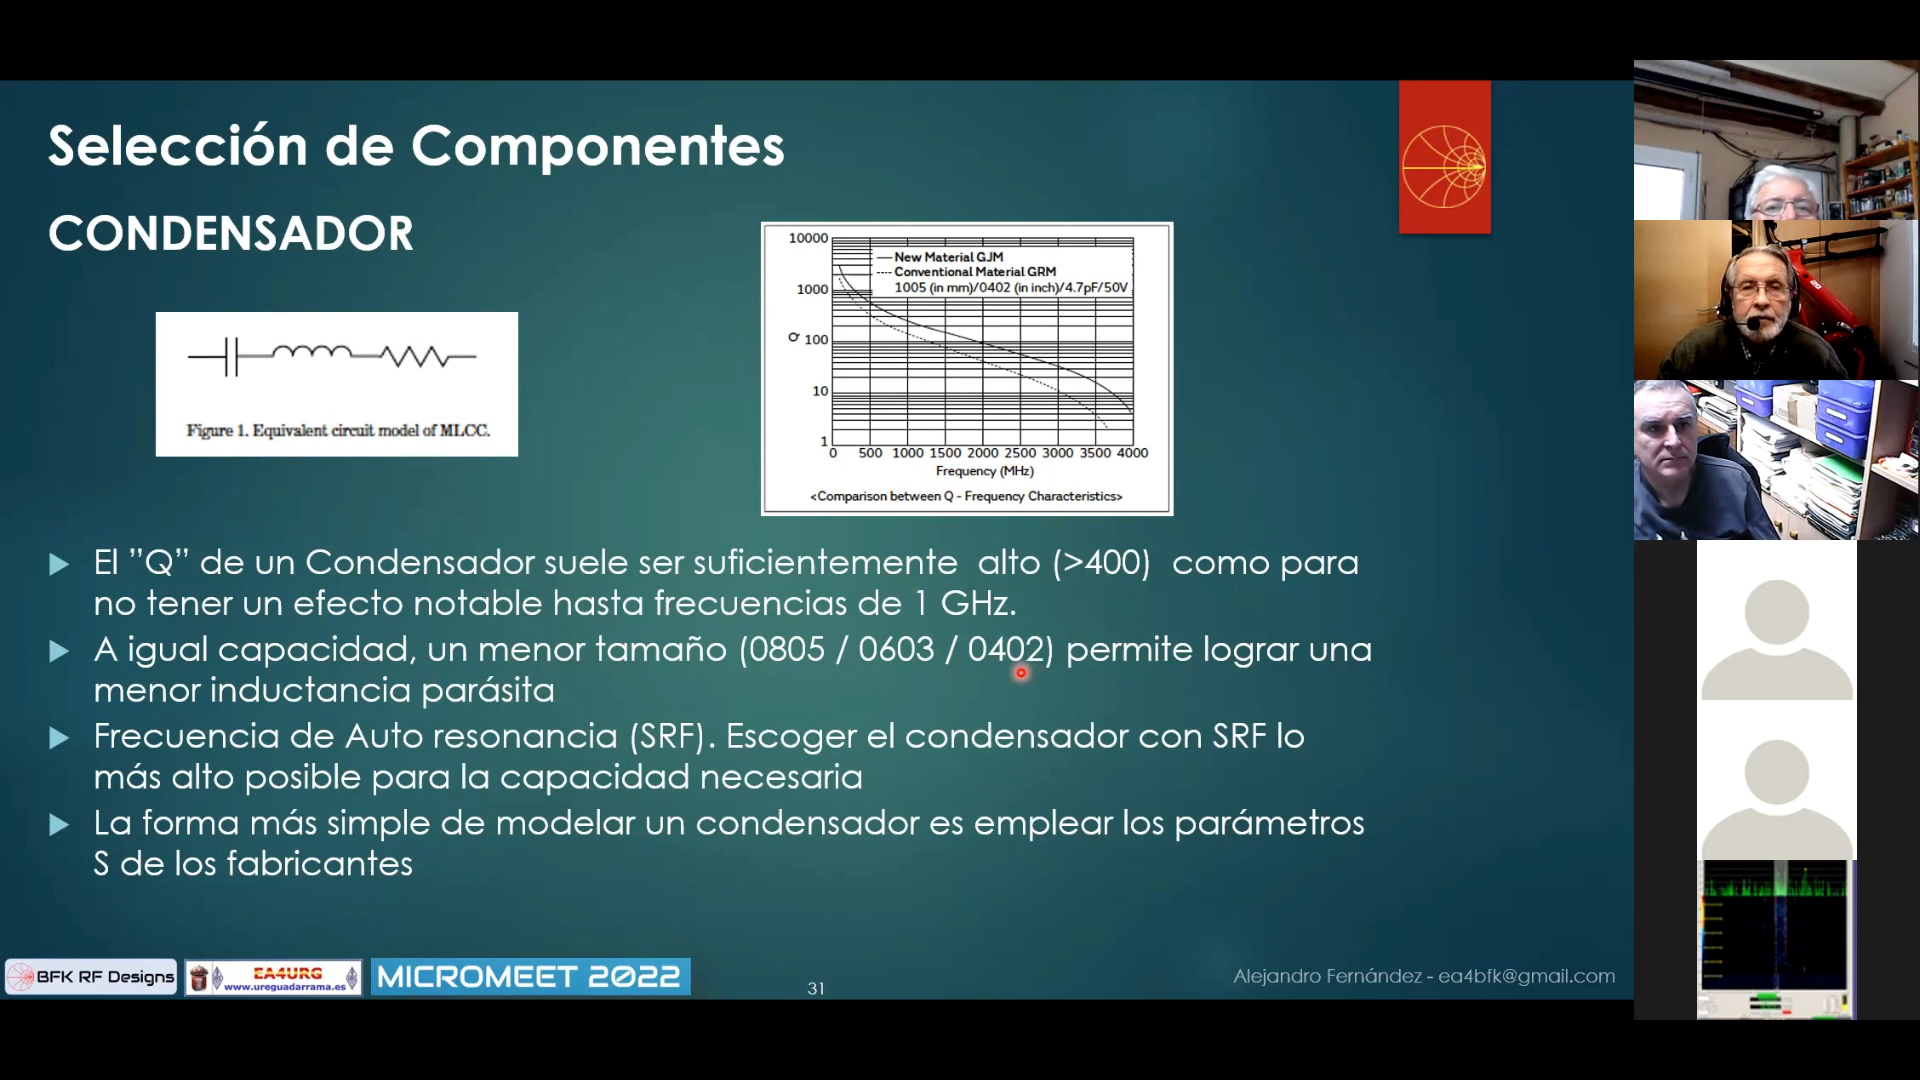 Selección de Componentes
CONDENSADOR
Figure 1. Equivalent circuit model of MLCC.
10000
1000
100
10
1
Q
New Material GJM
Conventional Material GRM
1005 (in mm)/0402 (in inch)/4.7pF/50V
0 500 1000 1500 2000 2500 3000 3500 4000
Frequency (MHz)
<Comparison between Q - Frequency Characteristics>
El ”Q” de un Condensador suele ser suficientemente alto (>400) como para
no tener un efecto notable hasta frecuencias de 1 GHz.
A igual capacidad, un menor tamaño (0805 / 0603 / 0402) permite lograr una
menor inductancia parásita
Frecuencia de Auto resonancia (SRF). Escoger el condensador con SRF lo
más alto posible para la capacidad necesaria
La forma más simple de modelar un condensador es emplear los parámetros
S de los fabricantes
BFK RF Designs
EA4URG
www.ureguadarrama.es
MICROMEET 2022
31
Alejandro Fernández - ea4bfk@gmail.com